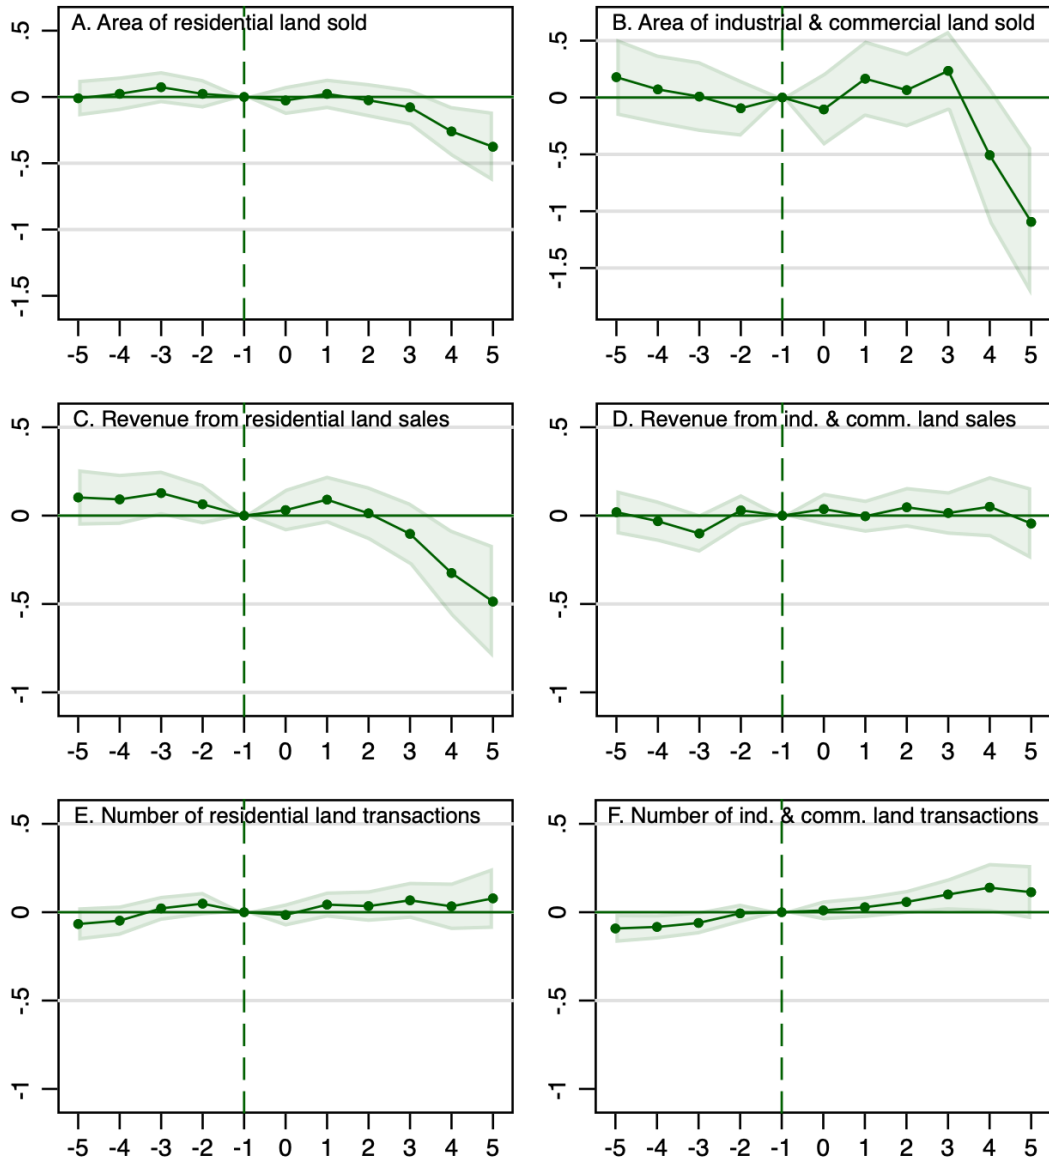 A. Area of residential land sold
.5
0
-.5
-1
-1.5
-5 -4 -3 -2 -1 0 1 2 3 4 5
B. Area of industrial & commercial land sold
.5
0
-.5
-1
-1.5
-5 -4 -3 -2 -1 0 1 2 3 4 5
C. Revenue from residential land sales
.5
0
-.5
-1
-5 -4 -3 -2 -1 0 1 2 3 4 5
D. Revenue from ind. & comm. land sales
.5
0
-.5
-1
-5 -4 -3 -2 -1 0 1 2 3 4 5
E. Number of residential land transactions
.5
0
-.5
-1
-5 -4 -3 -2 -1 0 1 2 3 4 5
F. Number of ind. & comm. land transactions
.5
0
-.5
-1
-5 -4 -3 -2 -1 0 1 2 3 4 5